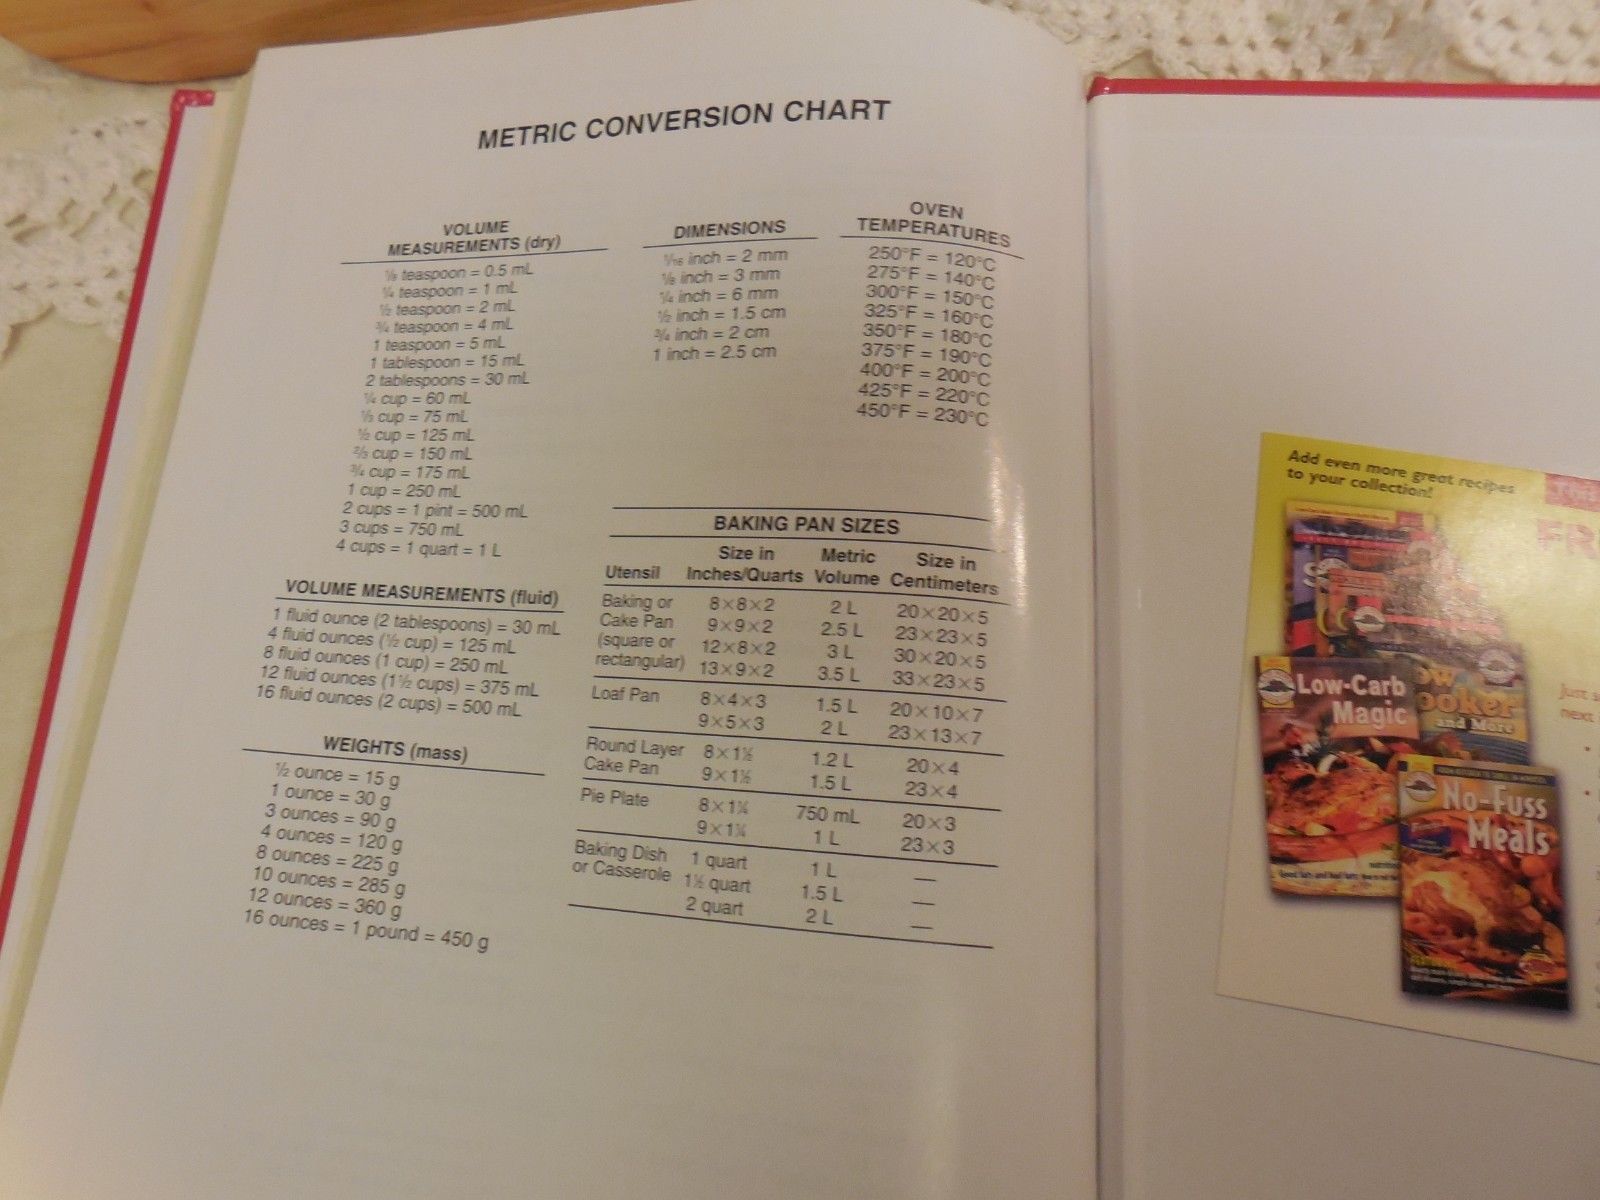 METRIC CONVERSION CHART
VOLUME
MEASUREMENTS (dry)
⅛ teaspoon = 0.5 mL
¼ teaspoon = 1 mL
½ teaspoon = 2 mL
¾ teaspoon = 4 mL
1 teaspoon = 5 mL
1 tablespoon = 15 mL
2 tablespoons = 30 mL
¼ cup = 60 mL
⅓ cup = 75 mL
½ cup = 125 mL
⅔ cup = 150 mL
¾ cup = 175 mL
1 cup = 250 mL
2 cups = 1 pint = 500 mL
3 cups = 750 mL
4 cups = 1 quart = 1 L
VOLUME MEASUREMENTS (fluid)
1 fluid ounce (2 tablespoons) = 30 mL
4 fluid ounces (½ cup) = 125 mL
8 fluid ounces (1 cup) = 250 mL
12 fluid ounces (1½ cups) = 375 mL
16 fluid ounces (2 cups) = 500 mL
WEIGHTS (mass)
½ ounce = 15 g
1 ounce = 30 g
3 ounces = 90 g
4 ounces = 120 g
8 ounces = 225 g
10 ounces = 285 g
12 ounces = 360 g
16 ounces = 1 pound = 450 g
DIMENSIONS
1/16 inch = 2 mm
⅛ inch = 3 mm
¼ inch = 6 mm
½ inch = 1.5 cm
¾ inch = 2 cm
1 inch = 2.5 cm
OVEN
TEMPERATURES
250°F = 120°C
275°F = 140°C
300°F = 150°C
325°F = 160°C
350°F = 180°C
375°F = 190°C
400°F = 200°C
425°F = 220°C
450°F = 230°C
BAKING PAN SIZES
Utensil Size in Inches/Quarts Metric Volume Size in Centimeters
Baking or 8×8×2 2 L 20×20×5
Cake Pan 9×9×2 2.5 L 23×23×5
(square or 12×8×2 3 L 30×20×5
rectangular) 13×9×2 3.5 L 33×23×5
Loaf Pan 8×4×3 1.5 L 20×10×7
9×5×3 2 L 23×13×7
Round Layer 8×1½ 1.2 L 20×4
Cake Pan 9×1½ 1.5 L 23×4
Pie Plate 8×1¼ 750 mL 20×3
9×1¼ 1 L 23×3
Baking Dish 1 quart 1 L —
or Casserole 1½ quart 1.5 L —
2 quart 2 L —
Add even more great recipes
to your collection!
FR
Low-Carb
Magic
and More
No-Fuss
Meals
Just
next